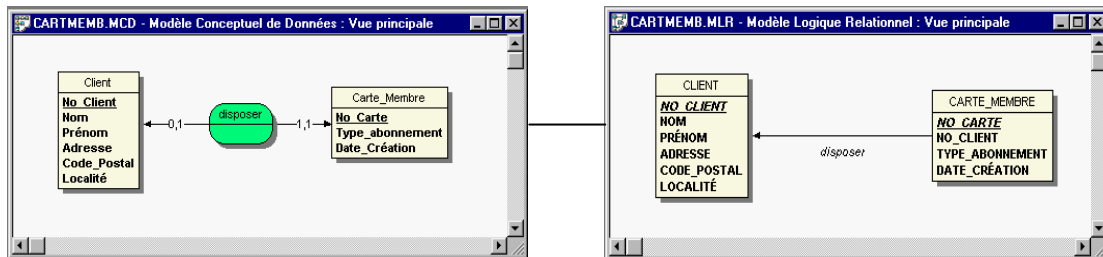 CARTMEMB.MCD - Modèle Conceptuel de Données : Vue principale
Client
No_Client
Nom
Prénom
Adresse
Code_Postal
Localité
0,1
disposer
1,1
Carte_Membre
No_Carte
Type_abonnement
Date_Création
CARTMEMB.MLR - Modèle Logique Relationnel : Vue principale
CLIENT
NO_CLIENT
NOM
PRÉNOM
ADRESSE
CODE_POSTAL
LOCALITÉ
disposer
CARTE_MEMBRE
NO_CARTE
NO_CLIENT
TYPE_ABONNEMENT
DATE_CRÉATION